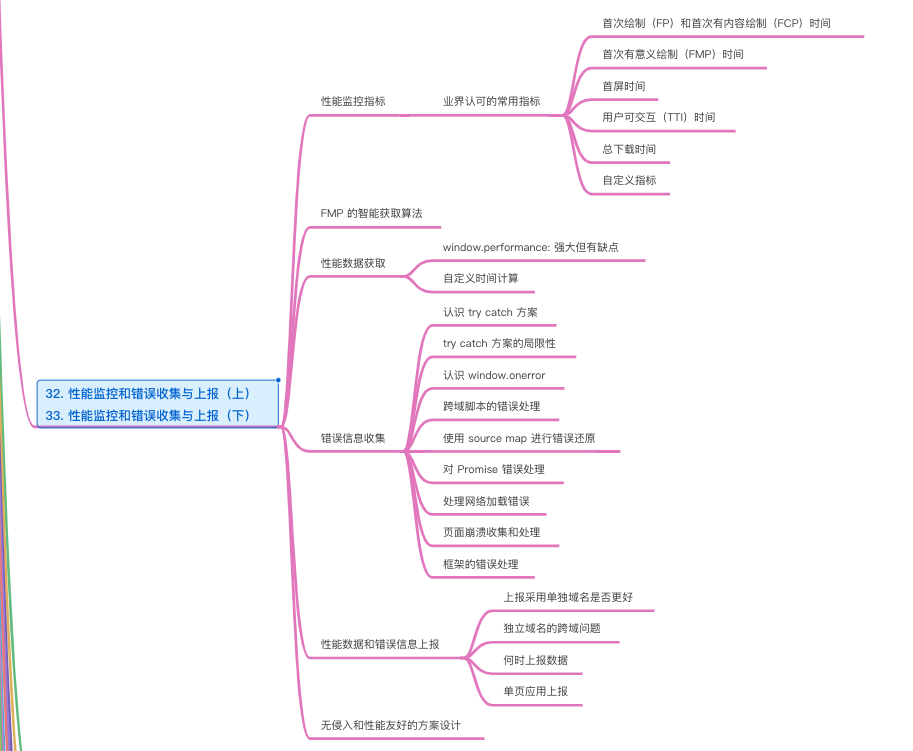 32. 性能监控和错误收集与上报（上）
33. 性能监控和错误收集与上报（下）
性能监控指标
业界认可的常用指标
首次绘制（FP）和首次有内容绘制（FCP）时间
首次有意义绘制（FMP）时间
首屏时间
用户可交互（TTI）时间
总下载时间
自定义指标
FMP 的智能获取算法
性能数据获取
window.performance: 强大但有缺点
自定义时间计算
错误信息收集
认识 try catch 方案
try catch 方案的局限性
认识 window.onerror
跨域脚本的错误处理
使用 source map 进行错误还原
对 Promise 错误处理
处理网络加载错误
页面崩溃收集和处理
框架的错误处理
性能数据和错误信息上报
上报采用单独域名是否更好
独立域名的跨域问题
何时上报数据
单页应用上报
无侵入和性能友好的方案设计